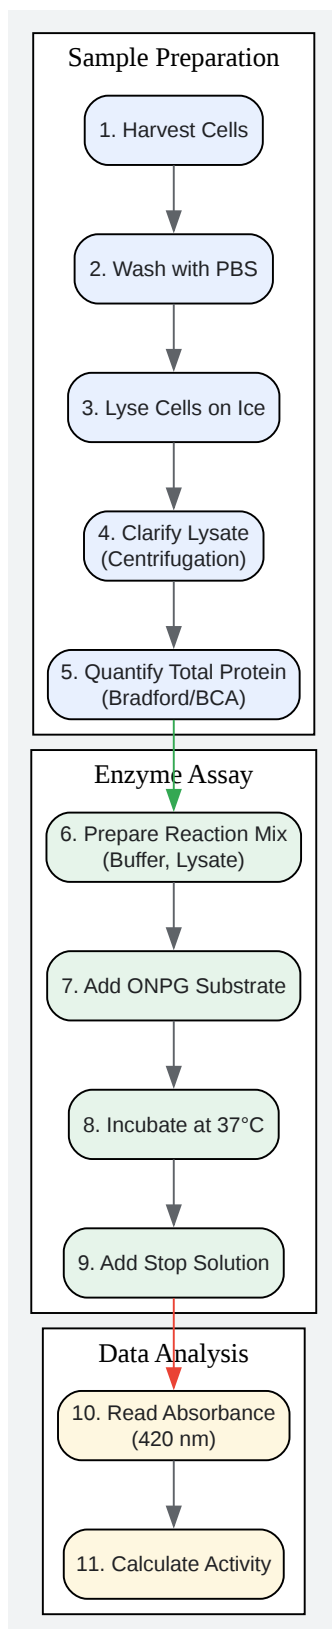 Sample Preparation
1. Harvest Cells
2. Wash with PBS
3. Lyse Cells on Ice
4. Clarify Lysate
(Centrifugation)
5. Quantify Total Protein
(Bradford/BCA)
Enzyme Assay
6. Prepare Reaction Mix
(Buffer, Lysate)
7. Add ONPG Substrate
8. Incubate at 37°C
9. Add Stop Solution
Data Analysis
10. Read Absorbance
(420 nm)
11. Calculate Activity